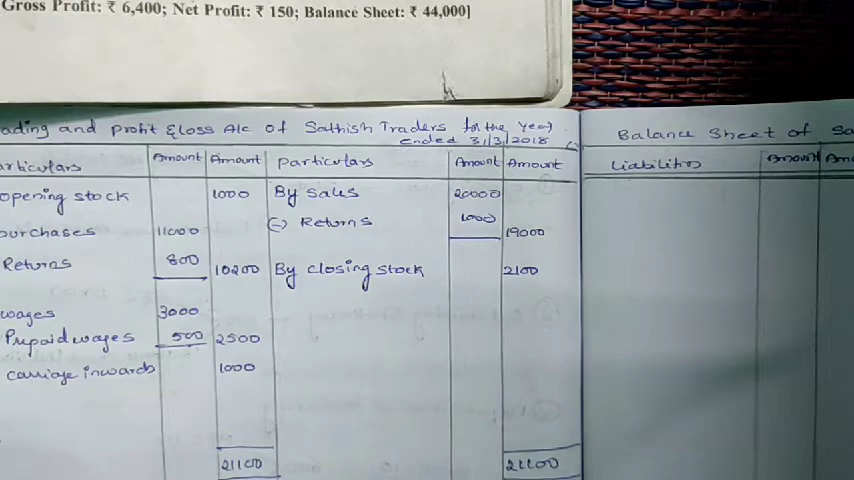 Gross Profit: ₹ 6,400; Net Profit: ₹ 150; Balance Sheet: ₹ 44,000]
ading and profit & Loss A/c of Sathish Traders for the Year
ended 31/3/2018
articulars Amount Amount particulars Amount Amount
opening stock 1000 By Sales 20000
(-) Returns 1000
purchases 11000 19000
Returns 800 10200 By closing stock 2100
wages 3000
Prepaid wages 500 2500
carriage inwards 1000
21100 21100
Balance Sheet of Sa
Liabilities Amount Am